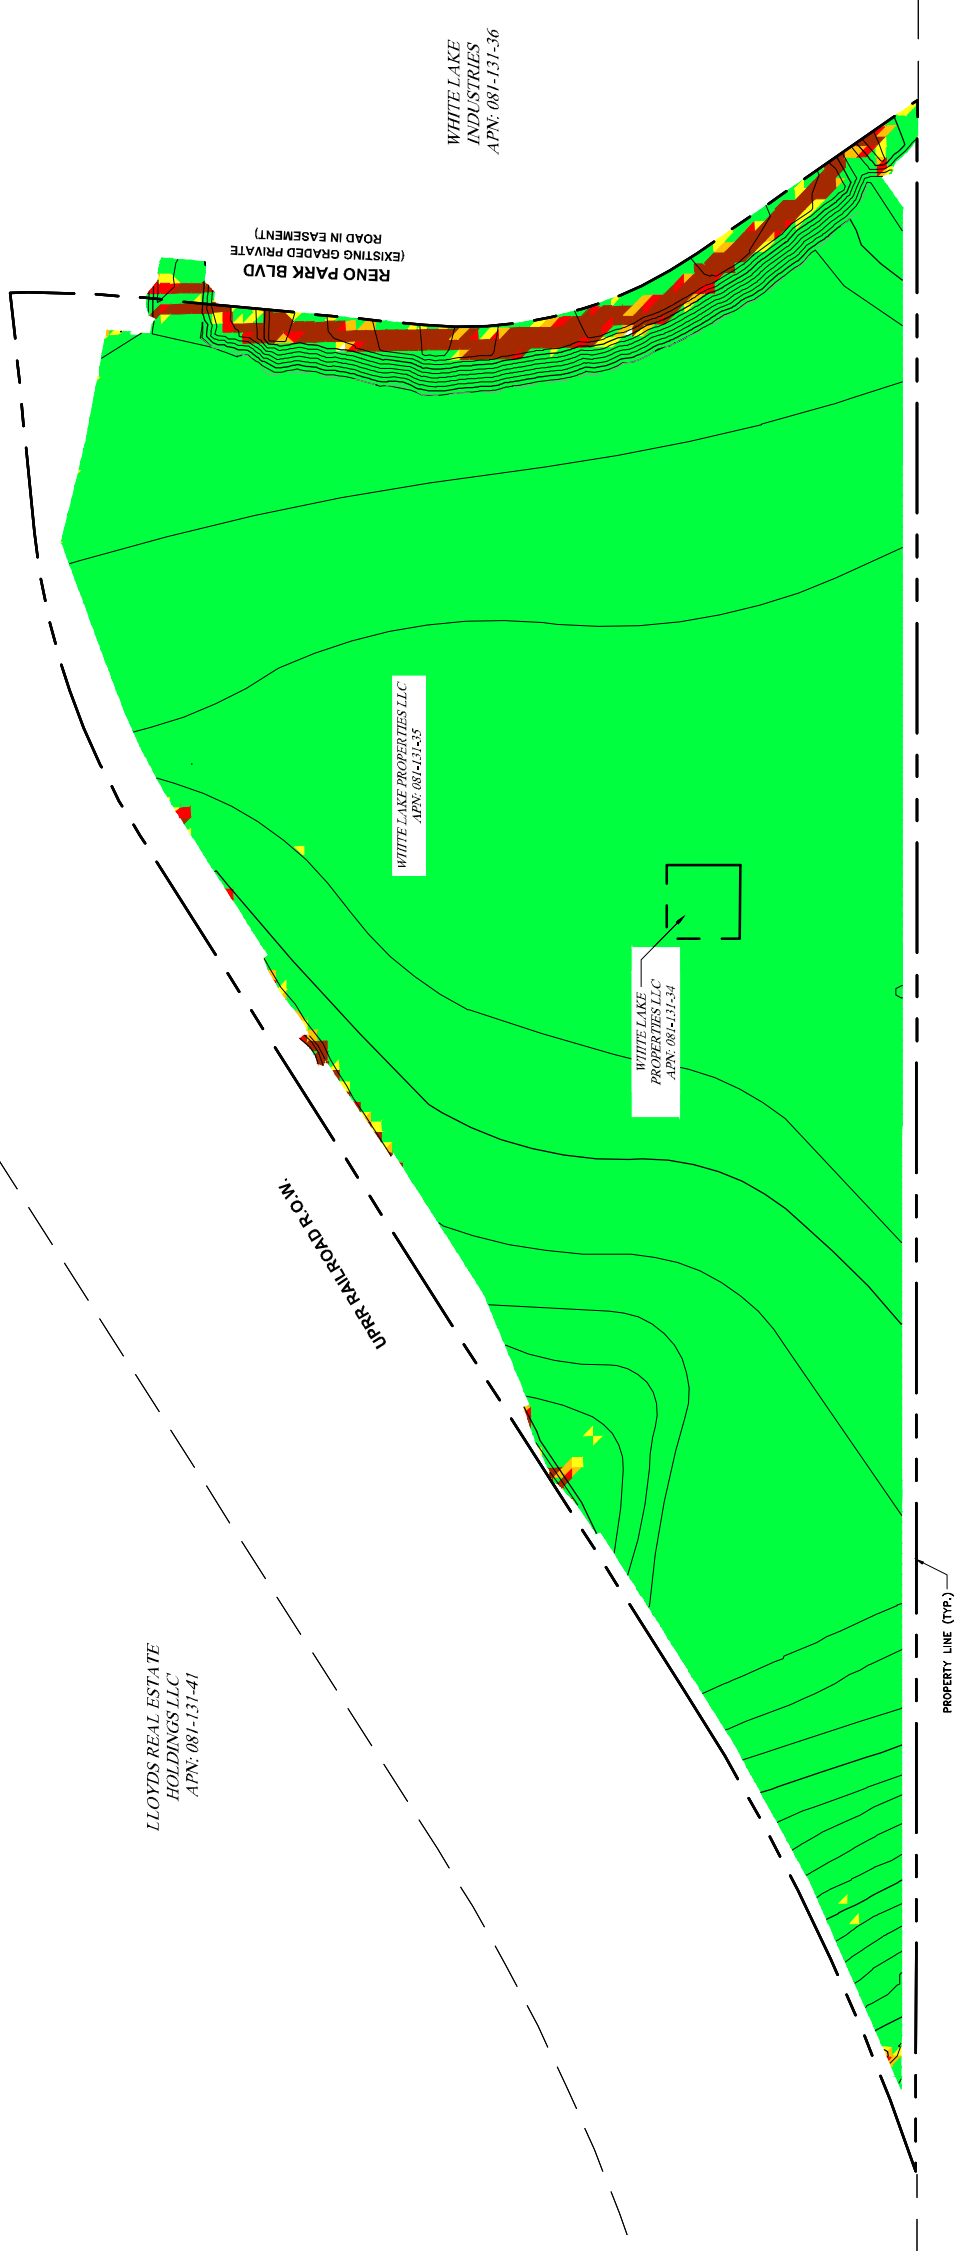 WHITE LAKE
INDUSTRIES
APN: 081-131-36
RENO PARK BLVD
(EXISTING GRADED PRIVATE
ROAD IN EASEMENT)
WHITE LAKE PROPERTIES LLC
APN: 081-131-35
WHITE LAKE
PROPERTIES LLC
APN: 081-131-34
UPRR RAILROAD R.O.W.
LLOYDS REAL ESTATE
HOLDINGS LLC
APN: 081-131-41
PROPERTY LINE (TYP.)